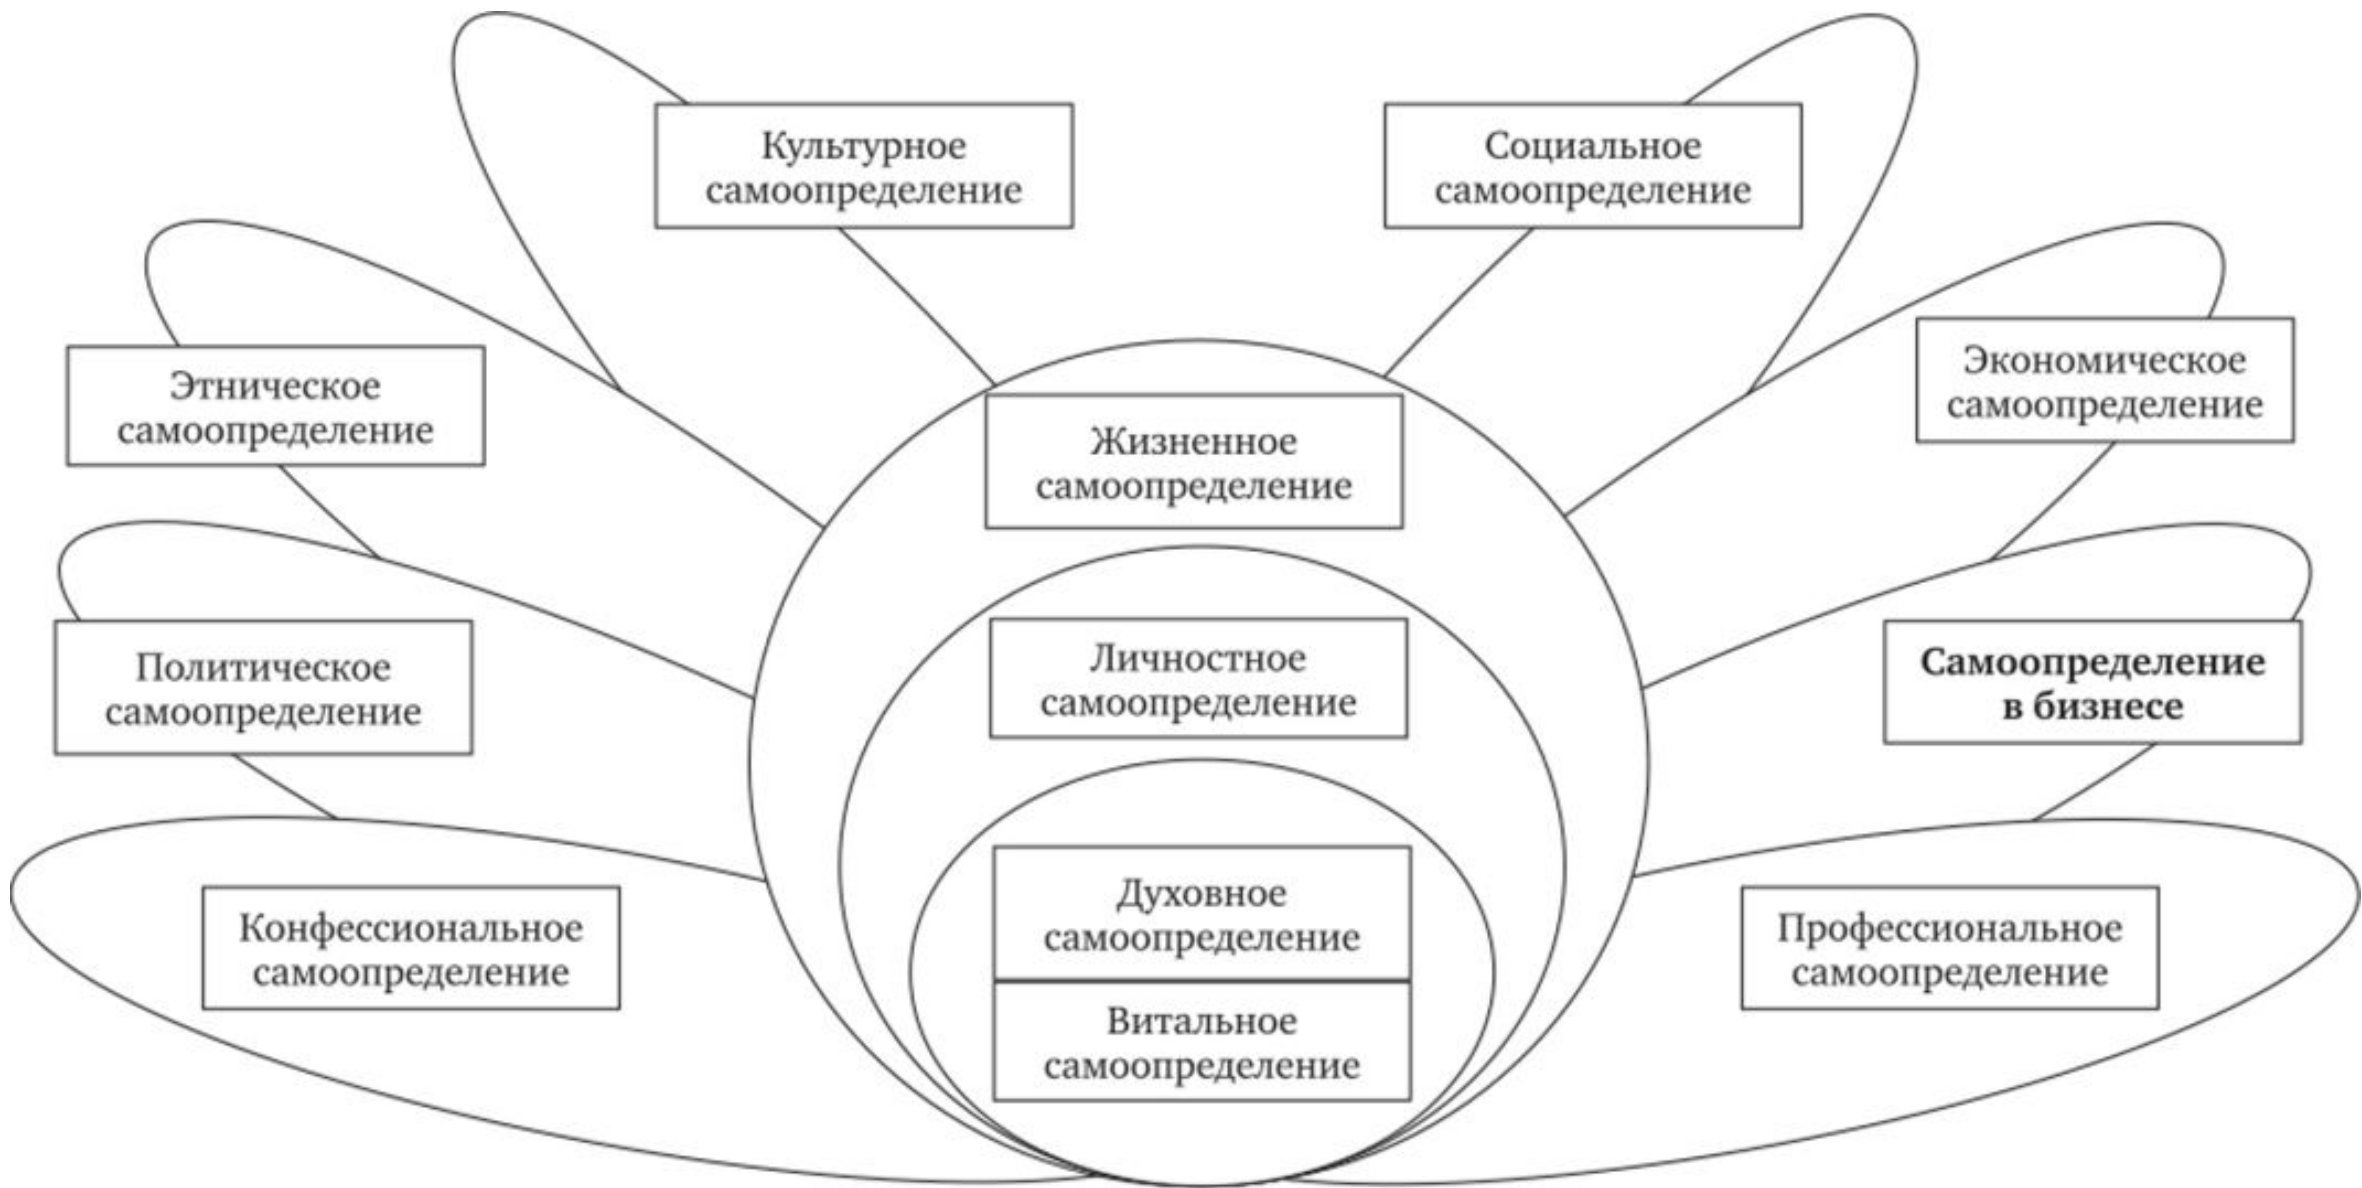 Культурное
самоопределение
Социальное
самоопределение
Этническое
самоопределение
Жизненное
самоопределение
Экономическое
самоопределение
Политическое
самоопределение
Личностное
самоопределение
Самоопределение
в бизнесе
Конфессиональное
самоопределение
Духовное
самоопределение
Витальное
самоопределение
Профессиональное
самоопределение